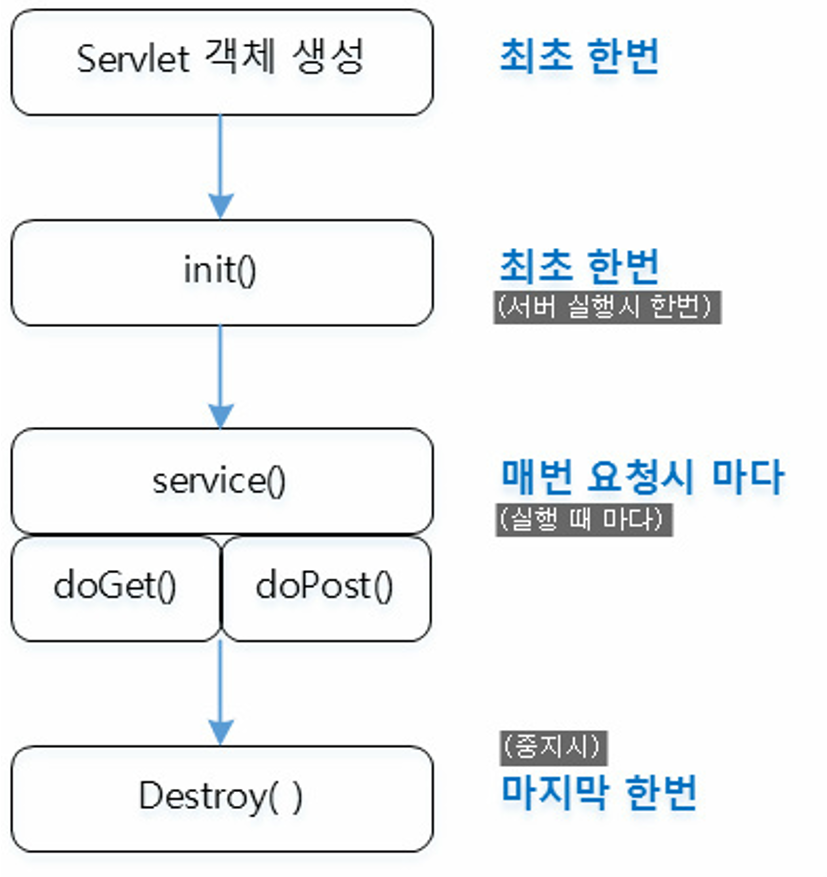 Servlet 객체 생성
최초 한번
init()
최초 한번
(서버 실행시 한번)
service()
매번 요청시 마다
(실행 때 마다)
doGet()
doPost()
(중지시)
Destroy( )
마지막 한번